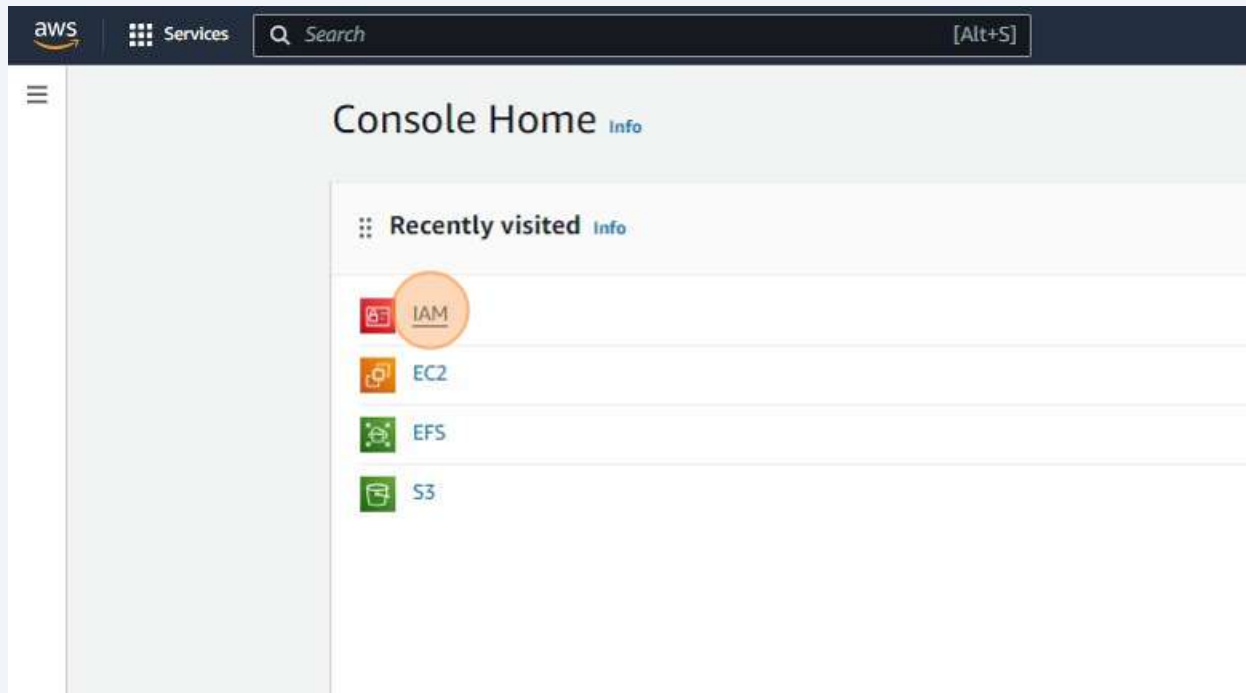 aws Services Search [Alt+S]
Console Home Info
Recently visited Info
IAM
EC2
EFS
S3